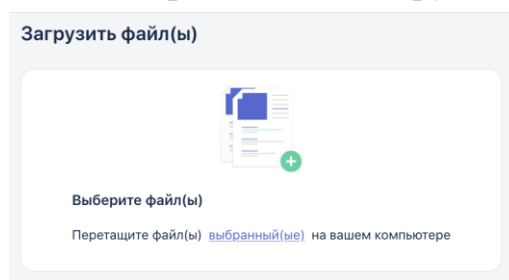 Загрузить файл(ы)
Выберите файл(ы)
Перетащите файл(ы) выбранный(ые) на вашем компьютере